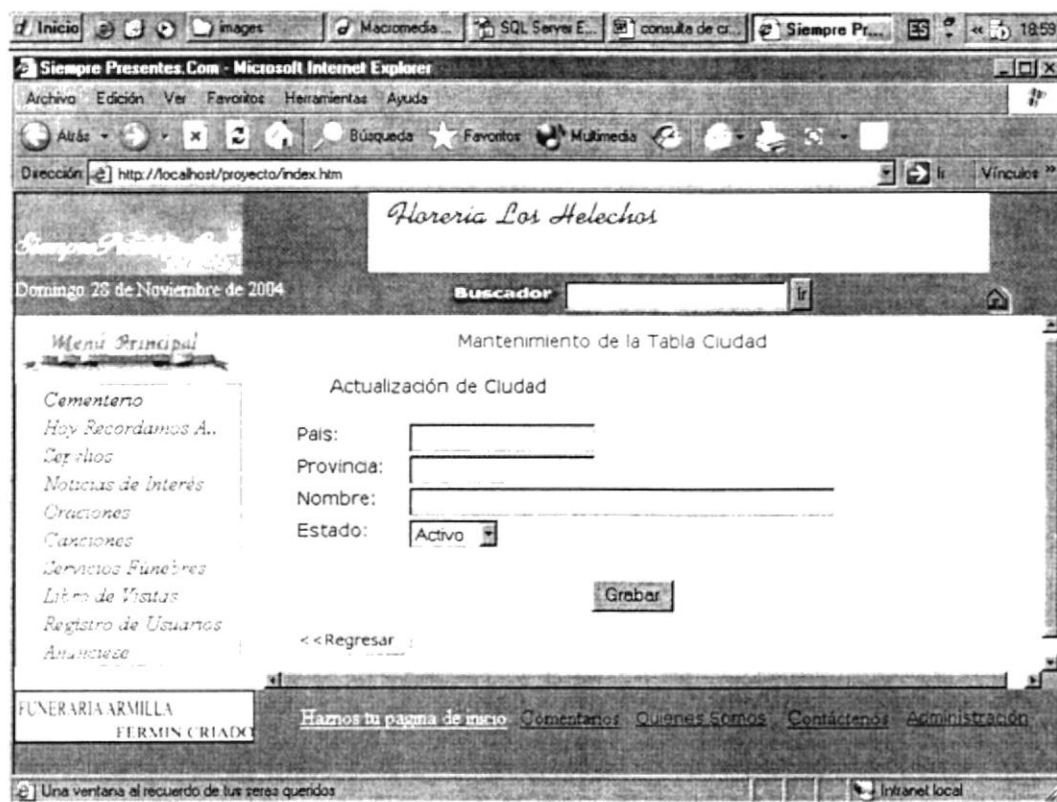 Inicio images Macromedia ... SQL Server E... consulta de cr... Siempre Pr... ES « 18:59
Siempre Presentes.Com - Microsoft Internet Explorer
Archivo Edición Ver Favoritos Herramientas Ayuda
Atrás Búsqueda Favoritos Multimedia
Dirección http://localhost/proyecto/index.htm Ir Vínculos »
Floreria Los Helechos
Domingo 28 de Noviembre de 2004
Buscador Ir
Menú Principal
Mantenimiento de la Tabla Ciudad
Actualización de Ciudad
Cementerio
Hoy Recordamos A..
Noticias de Interés
Oraciones
Canciones
Servicios Fúnebres
Libro de Visitas
Registro de Usuarios
Anunciese
Pais:
Provincia:
Nombre:
Estado: Activo
Grabar
<<Regresar
FUNERARIA ARMILLA
FERMIN CRIADO
Haznos tu pagina de inicio Comentarios Quienes Somos Contáctenos Administración
Una ventana al recuerdo de tus seres queridos Intranet local